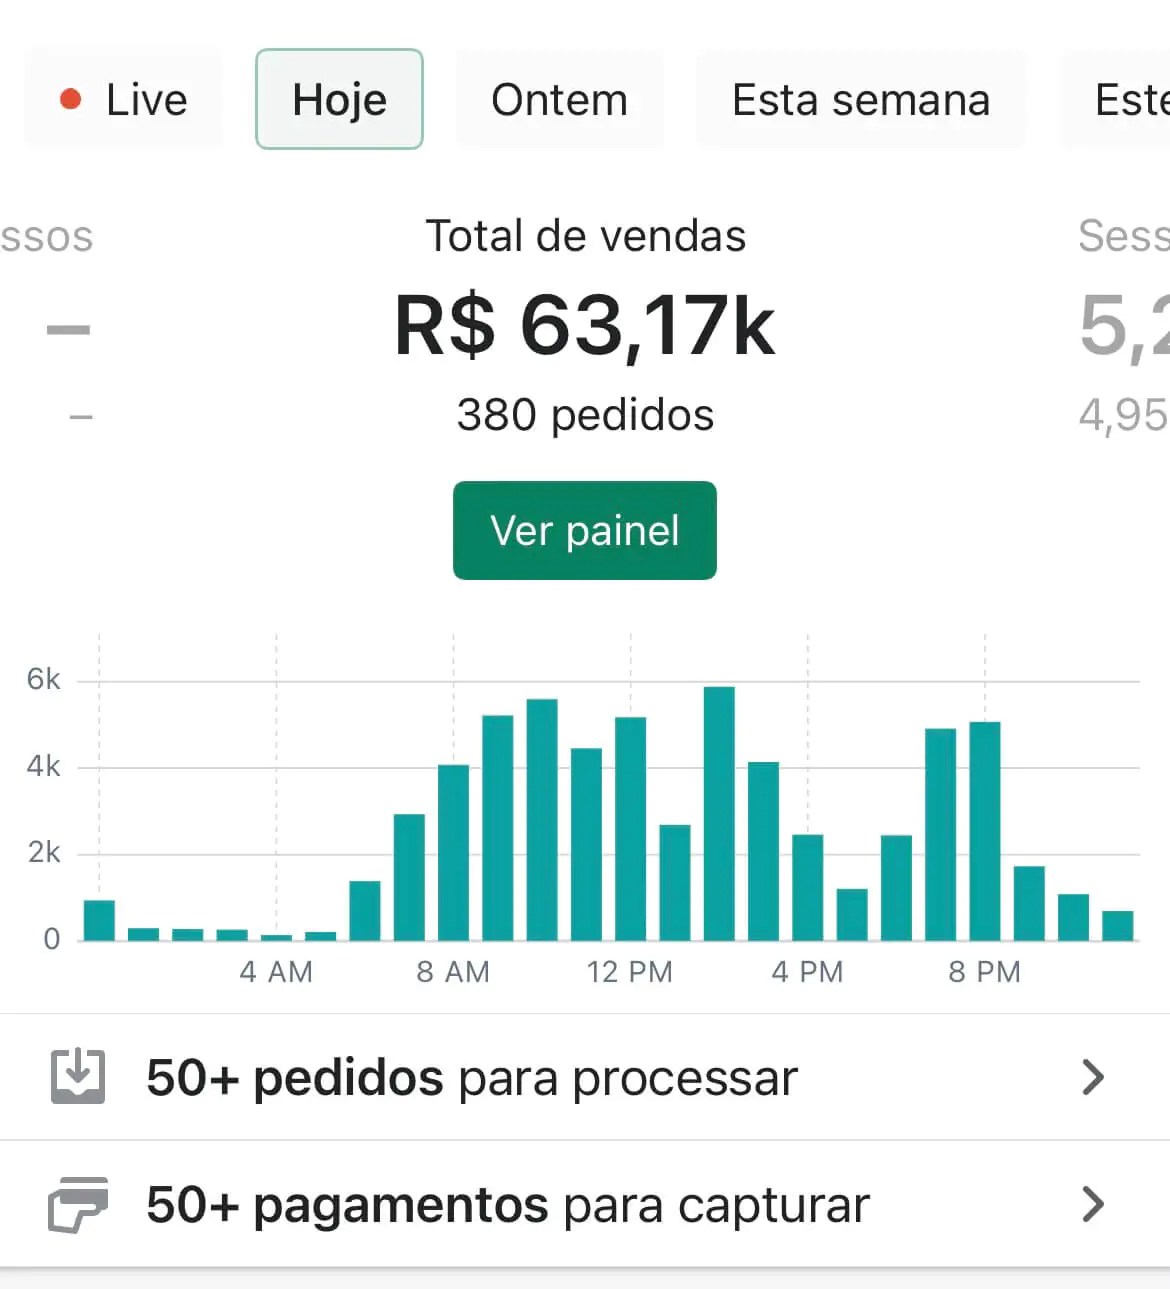 Live Hoje Ontem Esta semana Este
ssos Total de vendas Sess
– R$ 63,17k 5,2
– 380 pedidos 4,95
Ver painel
6k
4k
2k
0
4 AM 8 AM 12 PM 4 PM 8 PM
50+ pedidos para processar
50+ pagamentos para capturar